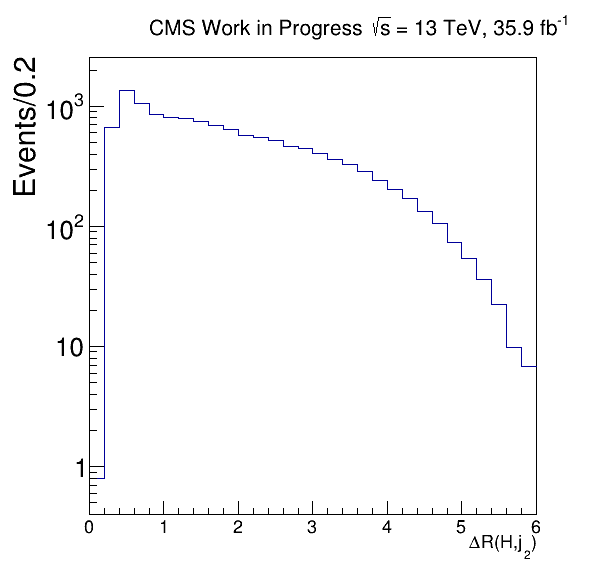 CMS Work in Progress √s = 13 TeV, 35.9 fb⁻¹
Events/0.2
10³
10²
10
1
0 1 2 3 4 5 6
ΔR(H,j₂)